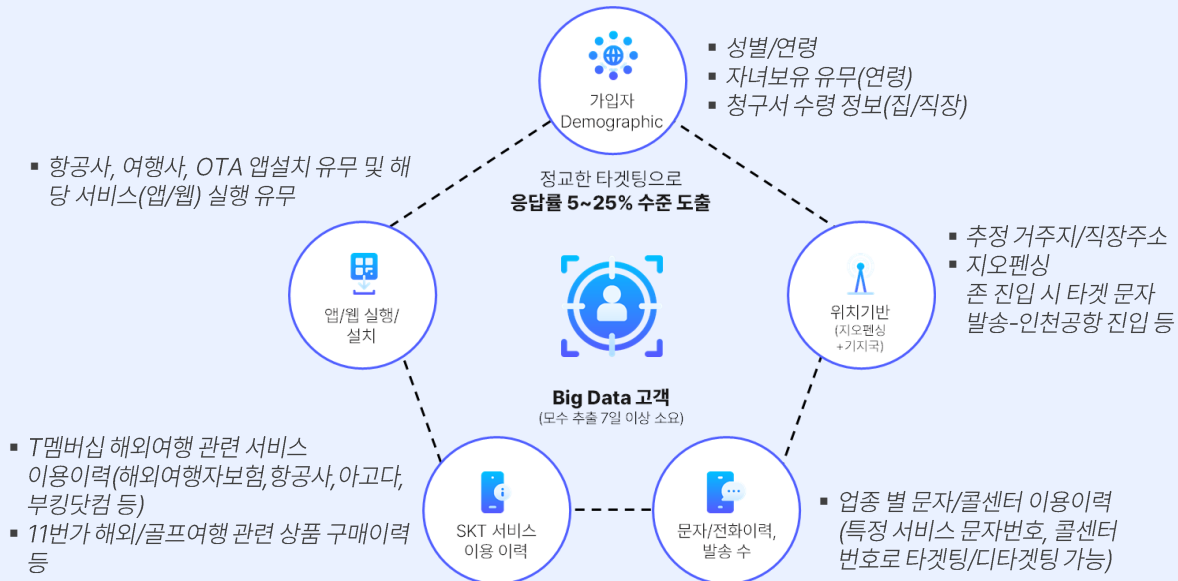 가입자
Demographic
▪ 성별/연령
▪ 자녀보유 유무(연령)
▪ 청구서 수령 정보(집/직장)
▪ 항공사, 여행사, OTA 앱설치 유무 및 해
당 서비스(앱/웹) 실행 유무
정교한 타겟팅으로
응답률 5~25% 수준 도출
앱/웹 실행/
설치
위치기반
(지오펜싱
+기지국)
▪ 추정 거주지/직장주소
▪ 지오펜싱
존 진입 시 타겟 문자
발송-인천공항 진입 등
Big Data 고객
(모수 추출 7일 이상 소요)
▪ T멤버십 해외여행 관련 서비스
이용이력(해외여행자보험,항공사,아고다,
부킹닷컴 등)
▪ 11번가 해외/골프여행 관련 상품 구매이력
등
SKT 서비스
이용 이력
문자/전화이력,
발송 수
▪ 업종 별 문자/콜센터 이용이력
(특정 서비스 문자번호, 콜센터
번호로 타겟팅/디타겟팅 가능)